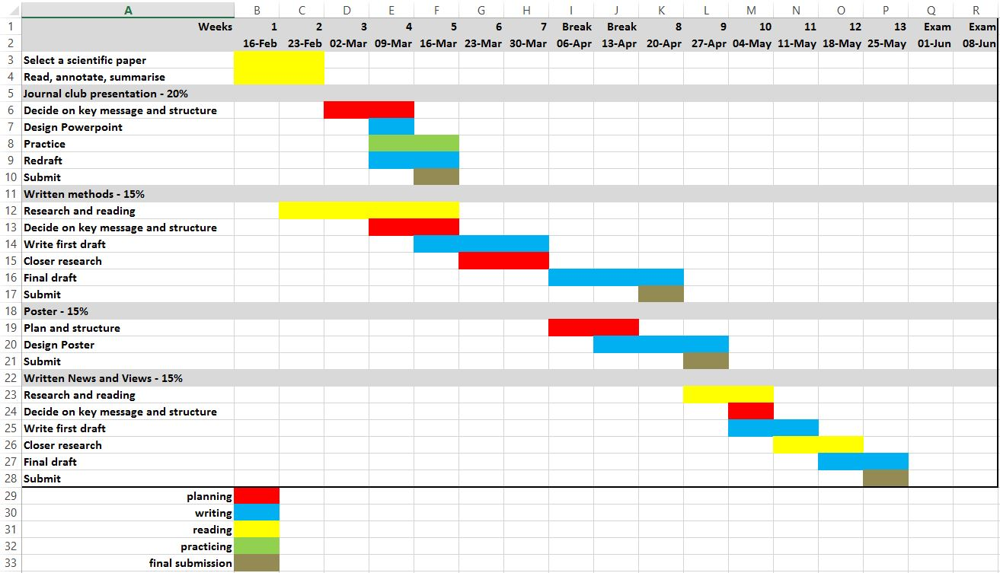 A B C D E F G H I J K L M N O P Q R
1 Weeks 1 2 3 4 5 6 7 Break Break 8 9 10 11 12 13 Exam Exam
2 16-Feb 23-Feb 02-Mar 09-Mar 16-Mar 23-Mar 30-Mar 06-Apr 13-Apr 20-Apr 27-Apr 04-May 11-May 18-May 25-May 01-Jun 08-Jun
3 Select a scientific paper
4 Read, annotate, summarise
5 Journal club presentation - 20%
6 Decide on key message and structure
7 Design Powerpoint
8 Practice
9 Redraft
10 Submit
11 Written methods - 15%
12 Research and reading
13 Decide on key message and structure
14 Write first draft
15 Closer research
16 Final draft
17 Submit
18 Poster - 15%
19 Plan and structure
20 Design Poster
21 Submit
22 Written News and Views - 15%
23 Research and reading
24 Decide on key message and structure
25 Write first draft
26 Closer research
27 Final draft
28 Submit
29 planning
30 writing
31 reading
32 practicing
33 final submission